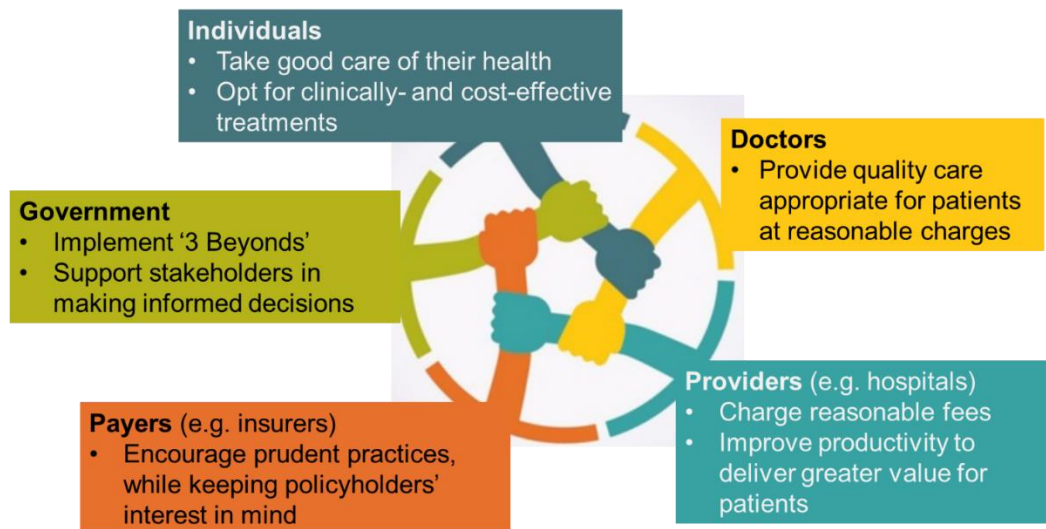 Individuals
• Take good care of their health
• Opt for clinically- and cost-effective
treatments
Doctors
• Provide quality care
appropriate for patients
at reasonable charges
Government
• Implement ‘3 Beyonds’
• Support stakeholders in
making informed decisions
Providers (e.g. hospitals)
• Charge reasonable fees
• Improve productivity to
deliver greater value for
patients
Payers (e.g. insurers)
• Encourage prudent practices,
while keeping policyholders’
interest in mind